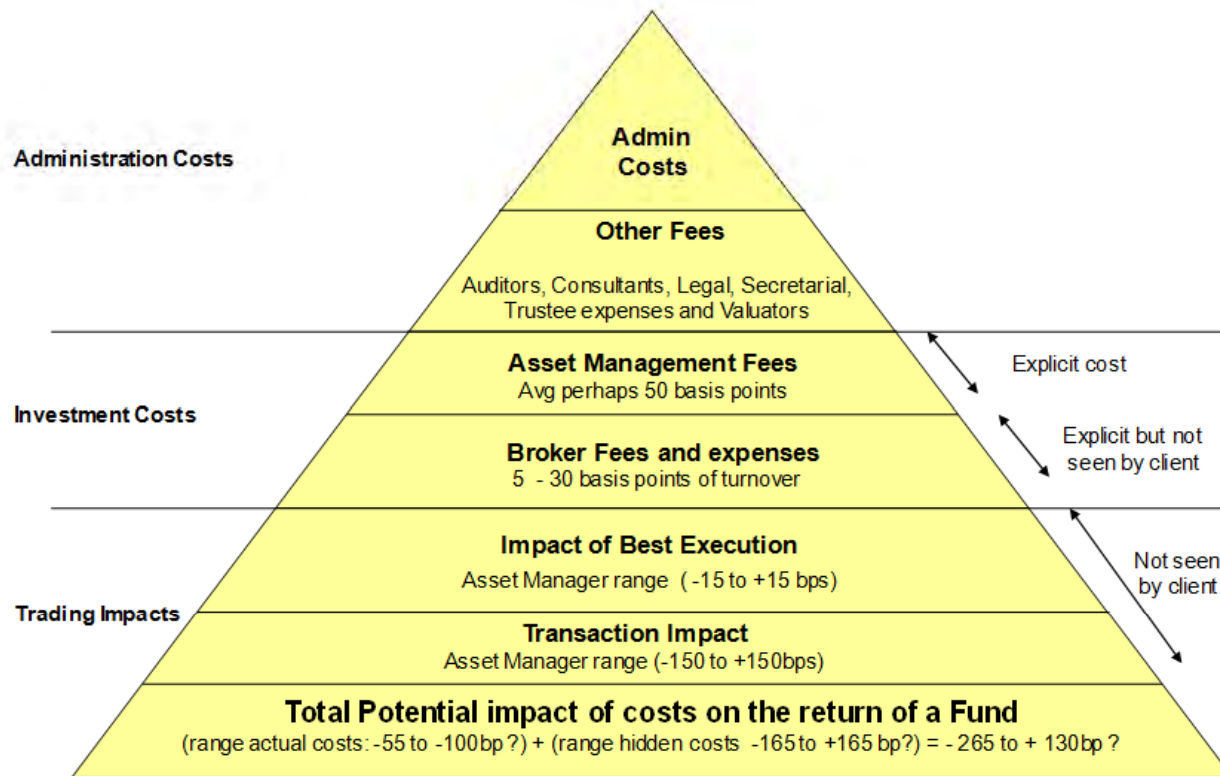 Administration Costs
Admin
Costs
Other Fees
Auditors, Consultants, Legal, Secretarial,
Trustee expenses and Valuators
Investment Costs
Asset Management Fees
Avg perhaps 50 basis points
Explicit cost
Broker Fees and expenses
5 - 30 basis points of turnover
Explicit but not
seen by client
Trading Impacts
Impact of Best Execution
Asset Manager range ( -15 to +15 bps)
Not seen
by client
Transaction Impact
Asset Manager range (-150 to +150bps)
Total Potential impact of costs on the return of a Fund
(range actual costs: -55 to -100bp ?) + (range hidden costs -165 to +165 bp?) = - 265 to + 130bp ?